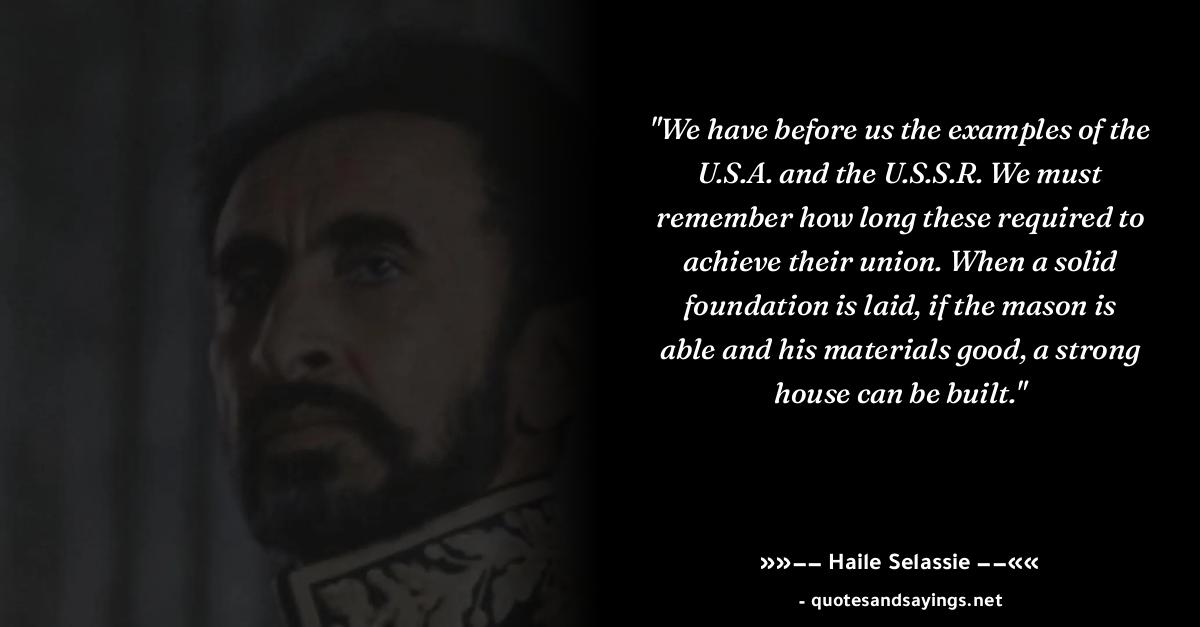 "We have before us the examples of the
U.S.A. and the U.S.S.R. We must
remember how long these required to
achieve their union. When a solid
foundation is laid, if the mason is
able and his materials good, a strong
house can be built."
»»−− Haile Selassie −−««
- quotesandsayings.net